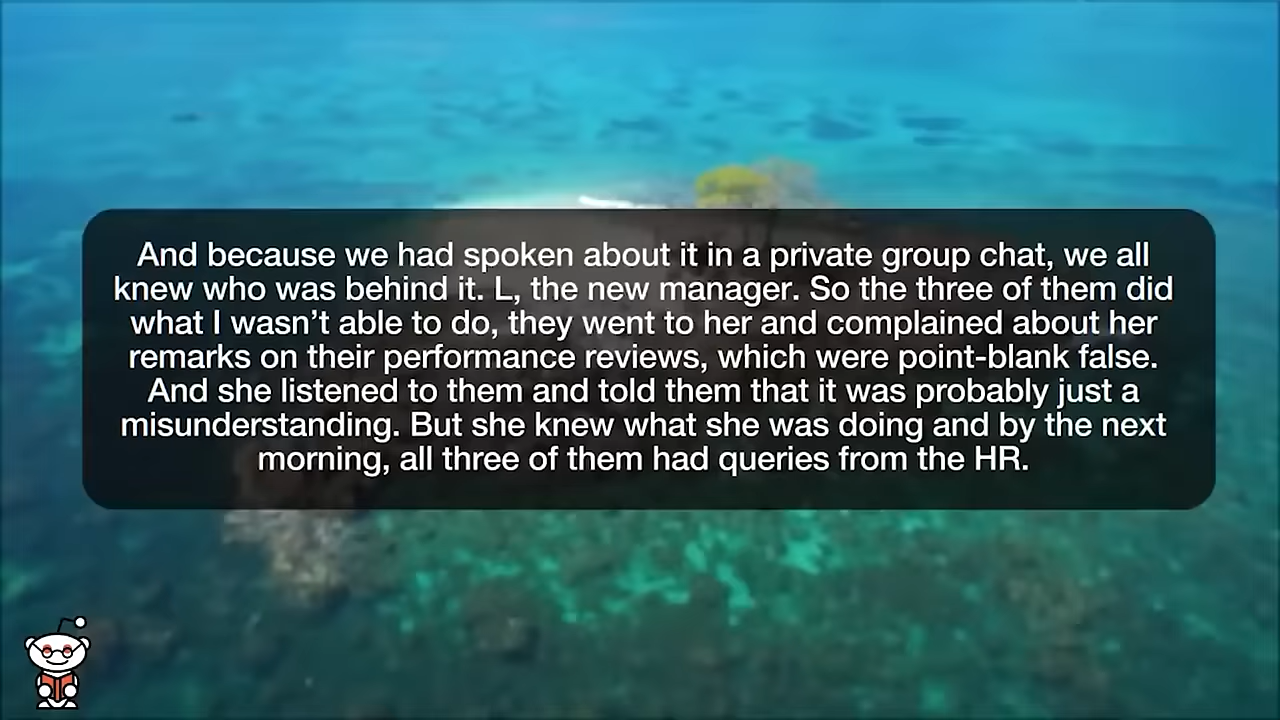 And because we had spoken about it in a private group chat, we all
knew who was behind it. L, the new manager. So the three of them did
what I wasn’t able to do, they went to her and complained about her
remarks on their performance reviews, which were point-blank false.
And she listened to them and told them that it was probably just a
misunderstanding. But she knew what she was doing and by the next
morning, all three of them had queries from the HR.